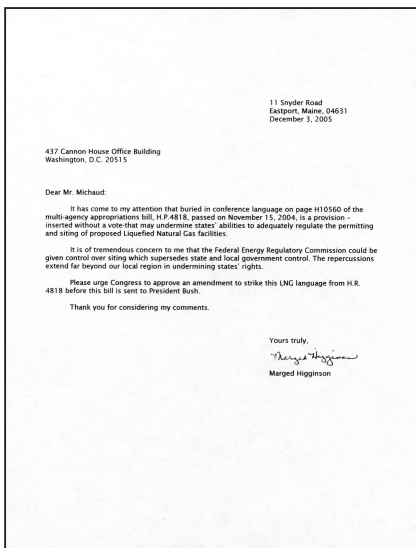 11 Snyder Road
Eastport, Maine, 04631
December 3, 2005
437 Cannon House Office Building
Washington, D.C. 20515
Dear Mr. Michaud:
It has come to my attention that buried in conference language on page H10560 of the
multi-agency appropriations bill, H.P.4818, passed on November 15, 2004, is a provision –
inserted without a vote-that may undermine states' abilities to adequately regulate the permitting
and siting of proposed Liquefied Natural Gas facilities.
It is of tremendous concern to me that the Federal Energy Regulatory Commission could be
given control over siting which supersedes state and local government control. The repercussions
extend far beyond our local region in undermining states' rights.
Please urge Congress to approve an amendment to strike this LNG language from H.R.
4818 before this bill is sent to President Bush.
Thank you for considering my comments.
Yours truly,
Marged Higginson
Marged Higginson